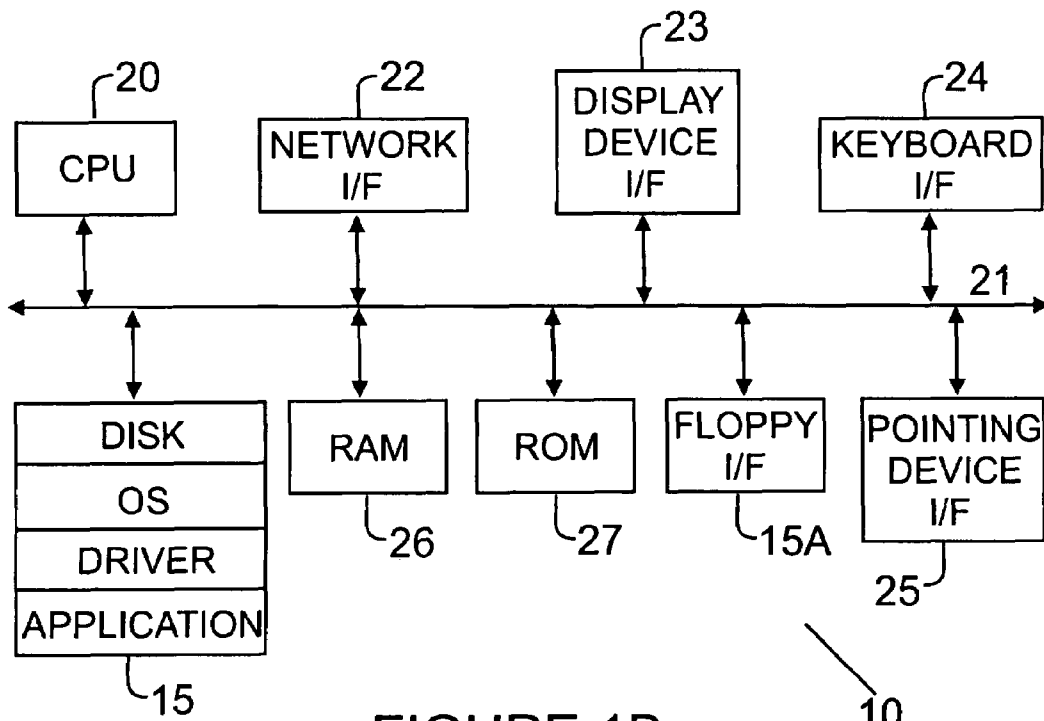 20
22
23
24
CPU
NETWORK
I/F
DISPLAY
DEVICE
I/F
KEYBOARD
I/F
21
DISK
OS
DRIVER
APPLICATION
15
RAM
26
ROM
27
FLOPPY
I/F
15A
POINTING
DEVICE
I/F
25
10